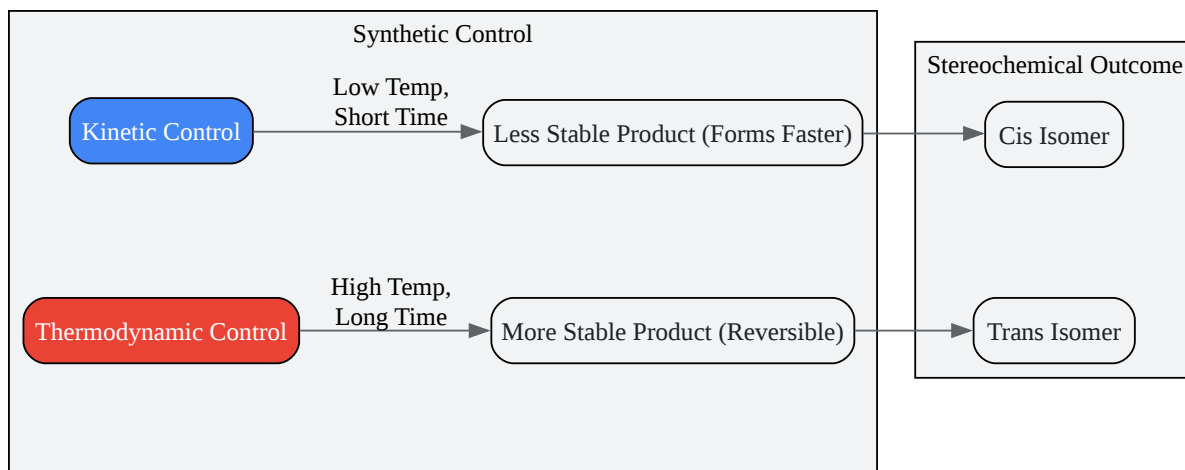 Synthetic Control
Stereochemical Outcome
Low Temp,
Short Time
Kinetic Control
Less Stable Product (Forms Faster)
Cis Isomer
High Temp,
Long Time
Thermodynamic Control
More Stable Product (Reversible)
Trans Isomer